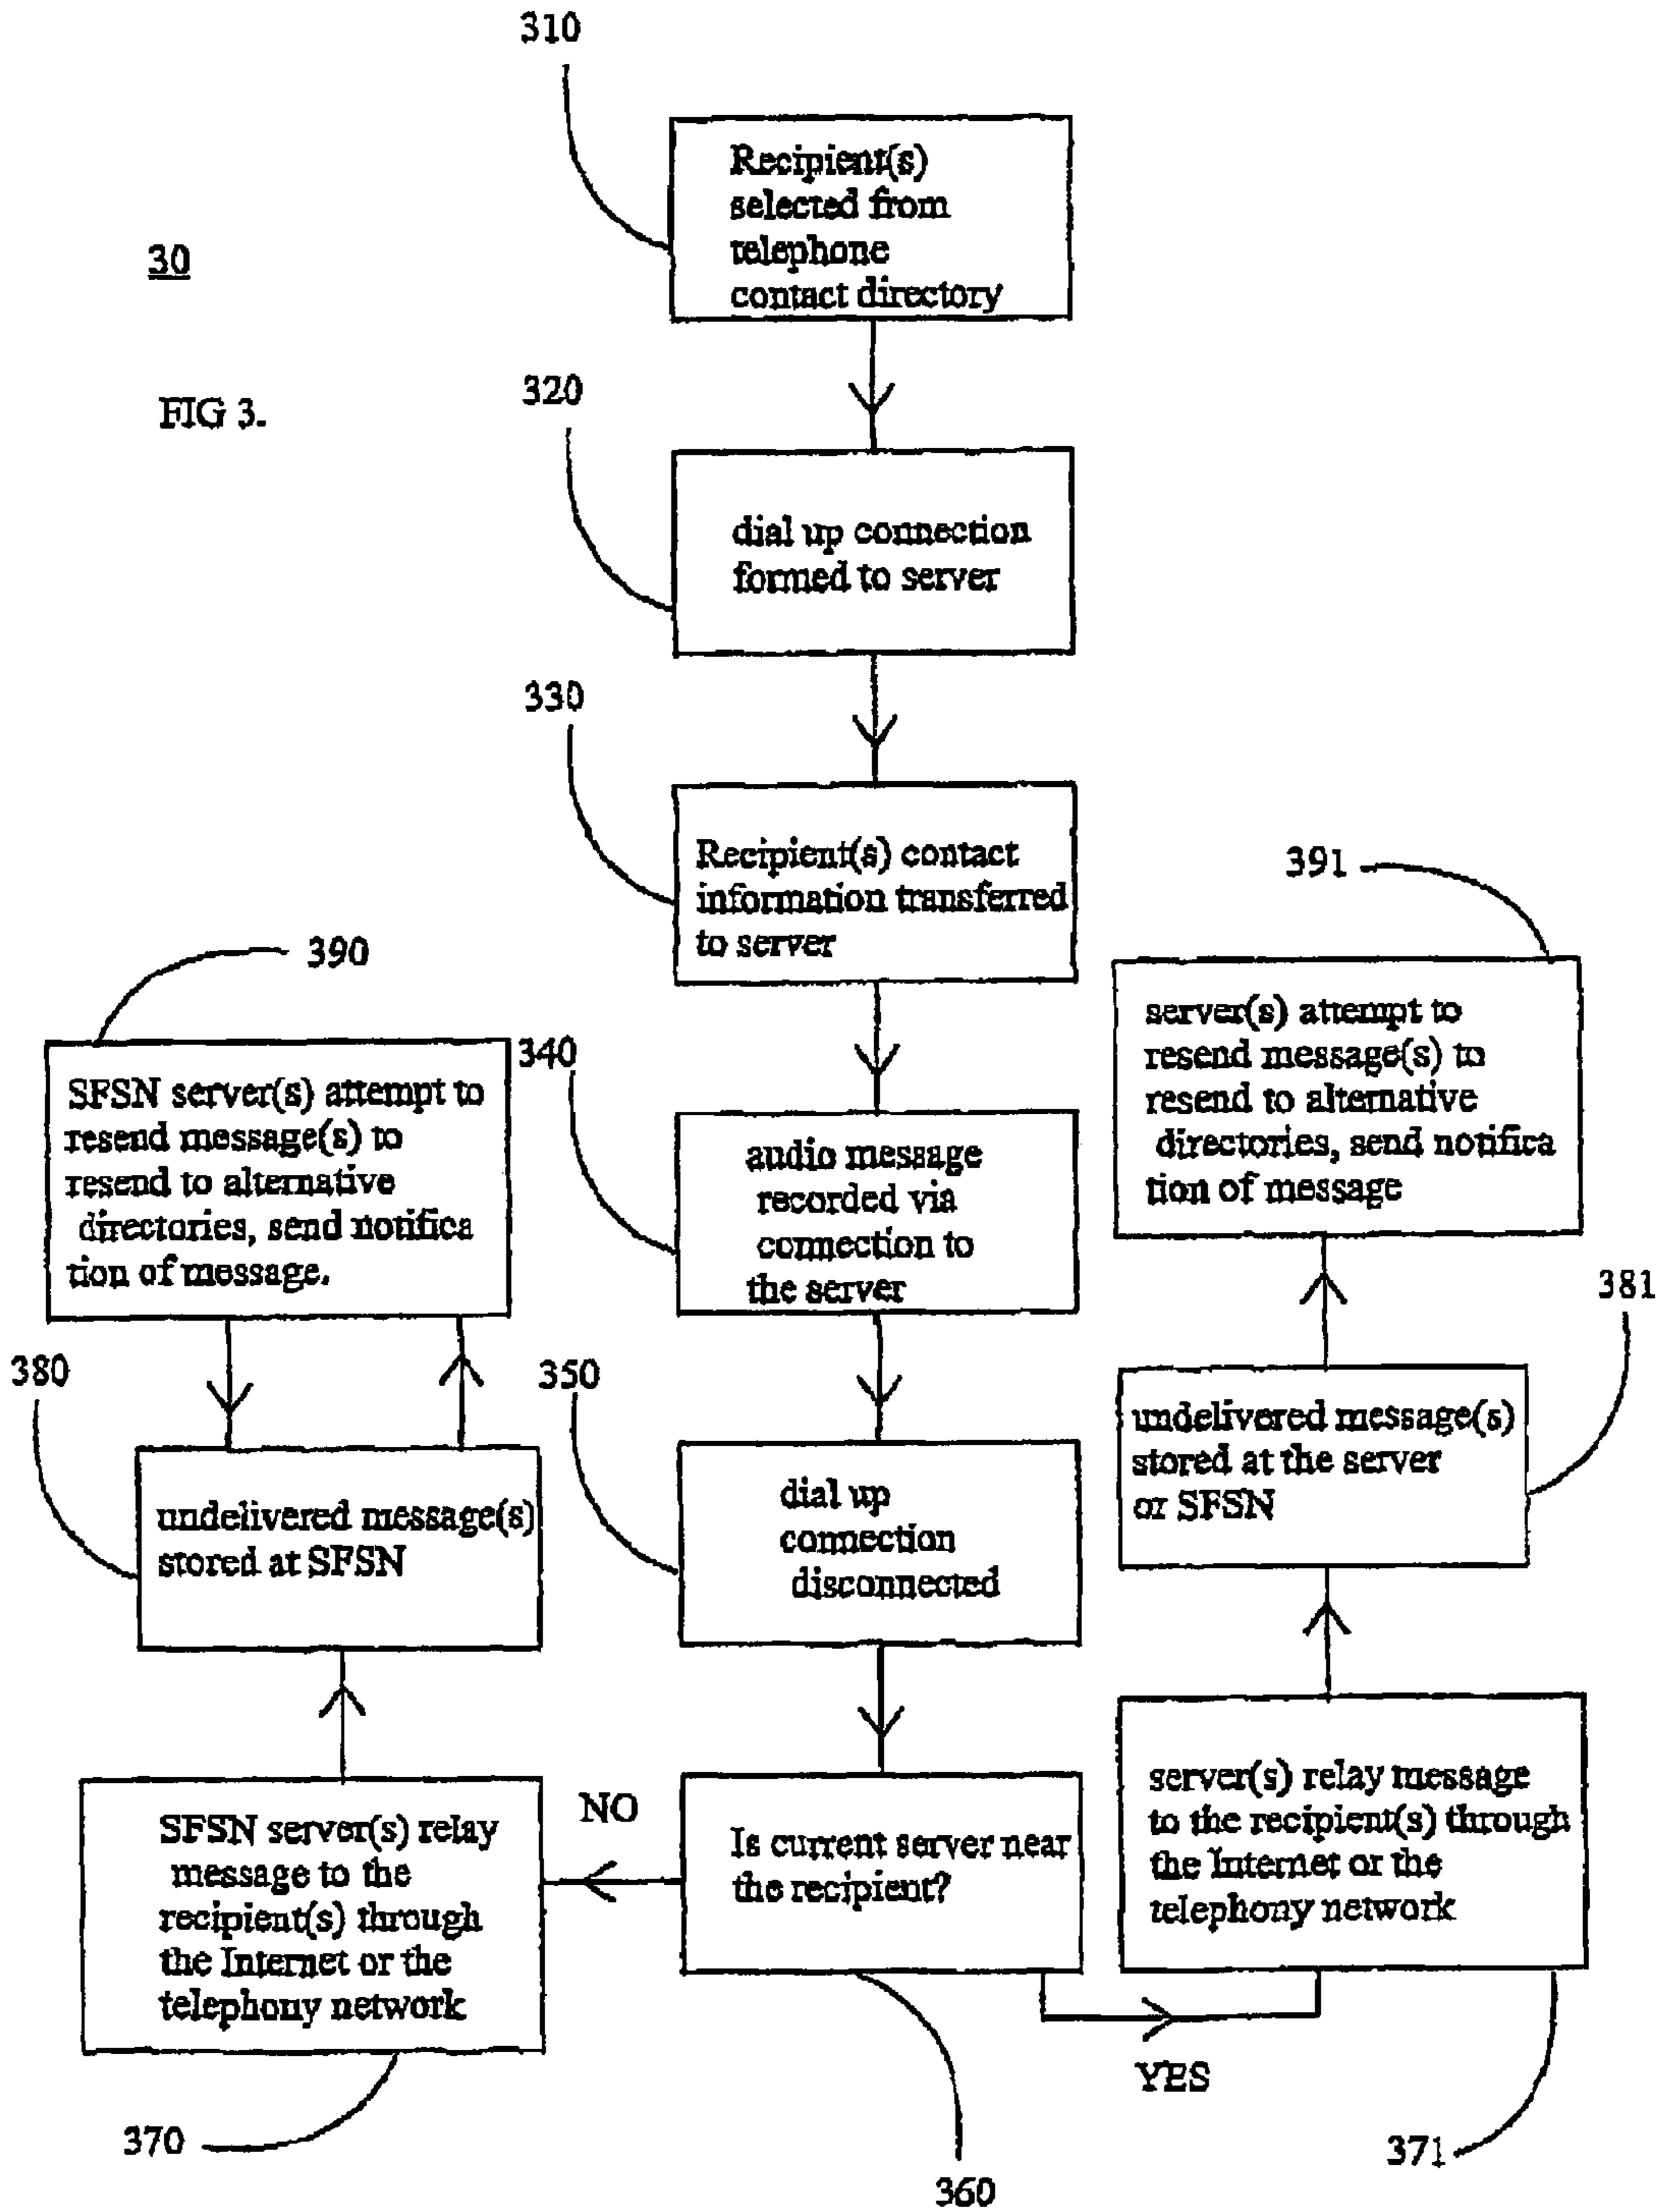 310
Recipient(s)
selected from
telephone
contact directory
30
FIG 3.
320
dial up connection
formed to server
330
Recipient(s) contact
information transferred
to server
340
audio message
recorded via
connection to
the server
350
dial up
connection
disconnected
Is current server near
the recipient?
360
NO
SFSN server(s) relay
message to the
recipient(s) through
the Internet or the
telephony network
370
380
undelivered message(s)
stored at SFSN
390
SFSN server(s) attempt to
resend message(s) to
resend to alternative
directories, send notifica
tion of message.
YES
server(s) relay message
to the recipient(s) through
the Internet or the
telephony network
371
381
undelivered message(s)
stored at the server
or SFSN
391
server(s) attempt to
resend message(s) to
resend to alternative
directories, send notifica
tion of message